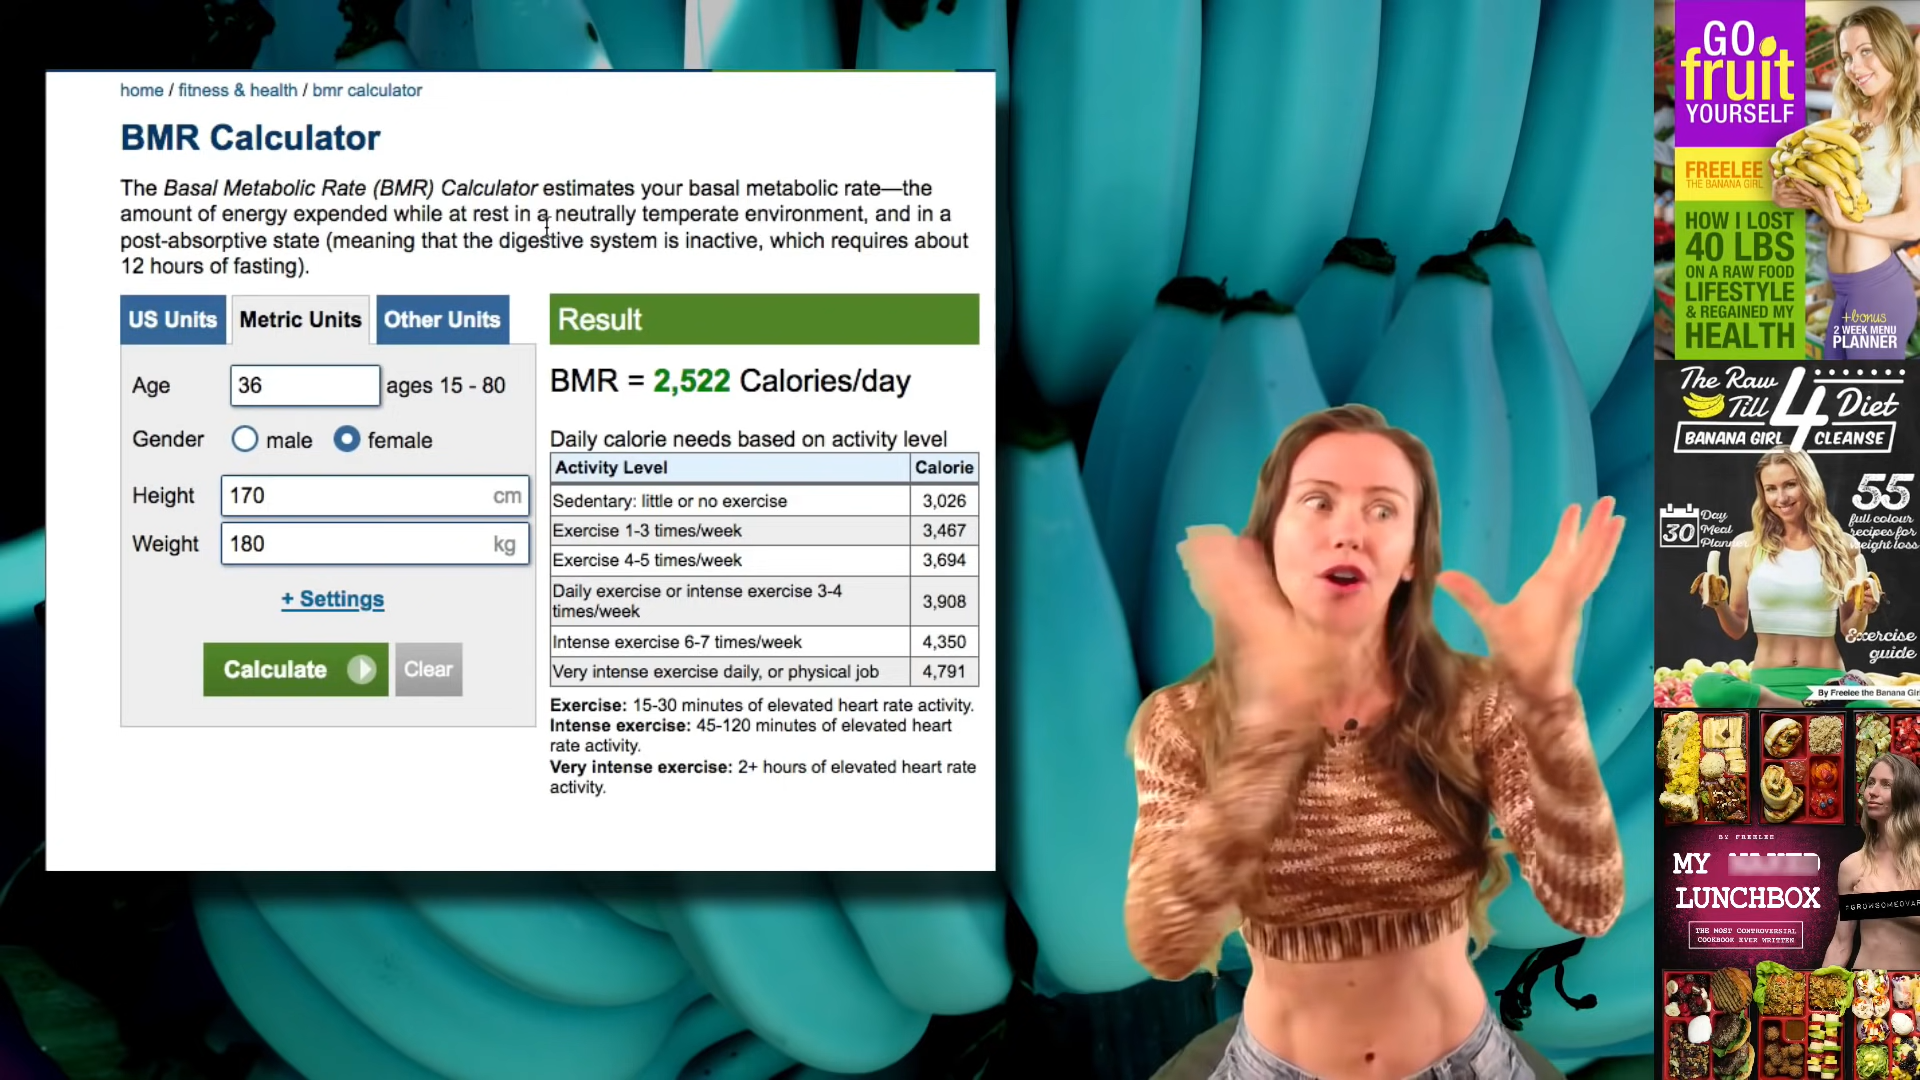 home / fitness & health / bmr calculator
BMR Calculator
The Basal Metabolic Rate (BMR) Calculator estimates your basal metabolic rate—the
amount of energy expended while at rest in a neutrally temperate environment, and in a
post-absorptive state (meaning that the digestive system is inactive, which requires about
12 hours of fasting).
US Units
Metric Units
Other Units
Age
36
ages 15 - 80
Gender
male
female
Height
170
cm
Weight
180
kg
+ Settings
Calculate
Clear
Result
BMR = 2,522 Calories/day
Daily calorie needs based on activity level
Activity Level Calorie
Sedentary: little or no exercise 3,026
Exercise 1-3 times/week 3,467
Exercise 4-5 times/week 3,694
Daily exercise or intense exercise 3-4
times/week 3,908
Intense exercise 6-7 times/week 4,350
Very intense exercise daily, or physical job 4,791
Exercise: 15-30 minutes of elevated heart rate activity.
Intense exercise: 45-120 minutes of elevated heart
rate activity.
Very intense exercise: 2+ hours of elevated heart rate
activity.
GO
fruit
YOURSELF
FREELEE
THE BANANA GIRL
HOW I LOST
40 LBS
ON A RAW FOOD
LIFESTYLE
& REGAINED MY
HEALTH
+bonus
2 WEEK MENU
PLANNER
The Raw
Till 4 Diet
BANANA GIRL CLEANSE
30 Day
Meal
Planner
55
full colour
recipes for
weight loss
Exercise
guide
By Freelee the Banana Gir
BY FREELEE
MY
LUNCHBOX
THE MOST CONTROVERSIAL
COOKBOOK EVER WRITTEN
#GROWSOMEOVAR